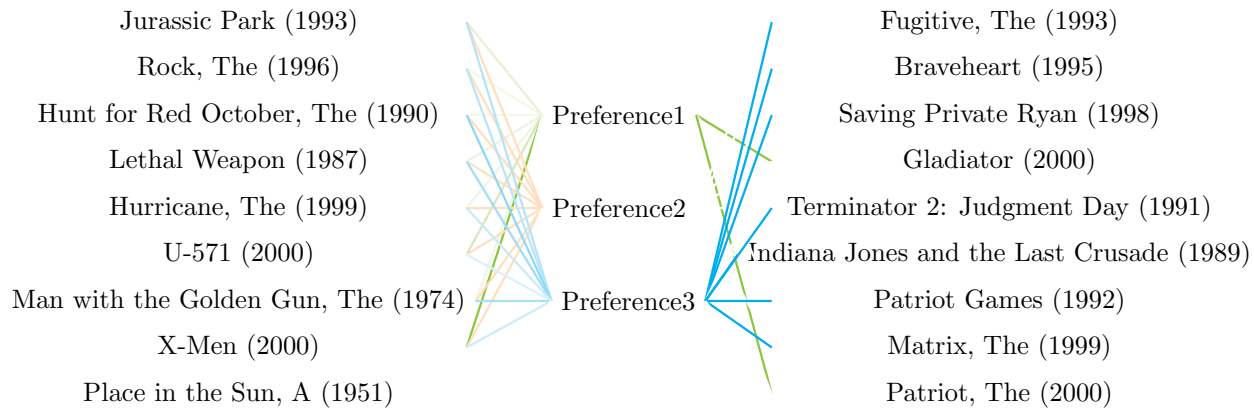 Jurassic Park (1993)
Rock, The (1996)
Hunt for Red October, The (1990)
Lethal Weapon (1987)
Hurricane, The (1999)
U-571 (2000)
Man with the Golden Gun, The (1974)
X-Men (2000)
Place in the Sun, A (1951)
Preference1
Preference2
Preference3
Fugitive, The (1993)
Braveheart (1995)
Saving Private Ryan (1998)
Gladiator (2000)
Terminator 2: Judgment Day (1991)
Indiana Jones and the Last Crusade (1989)
Patriot Games (1992)
Matrix, The (1999)
Patriot, The (2000)